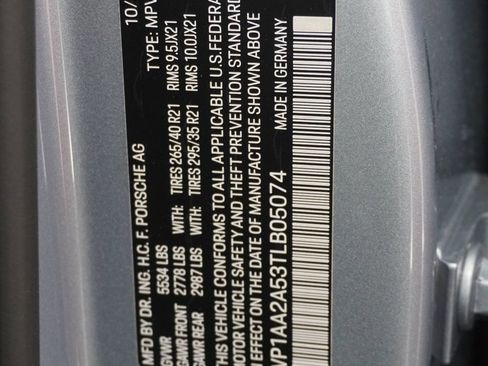 MFD BY DR. ING. H.C. F. PORSCHE AG
10/
GVWR 5534 LBS
TYPE: MPV
GAWR FRONT 2778 LBS WITH: TIRES 265/40 R21 RIMS 9.5JX21
GAWR REAR 2987 LBS WITH: TIRES 295/35 R21 RIMS 10.0JX21
THIS VEHICLE CONFORMS TO ALL APPLICABLE U.S. FEDERAL
MOTOR VEHICLE SAFETY AND THEFT PREVENTION STANDARD
IN EFFECT ON THE DATE OF MANUFACTURE SHOWN ABOVE
MADE IN GERMANY
WP1AA2A53TLB05074